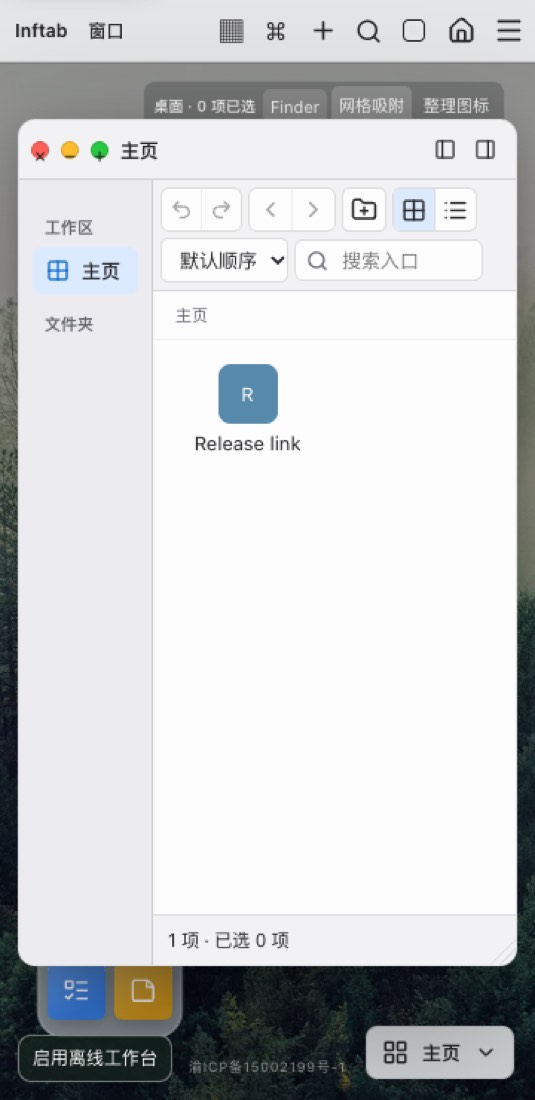 Inftab 窗口
桌面 · 0 项已选 Finder 网格吸附 整理图标
主页
工作区
主页
文件夹
默认顺序 搜索入口
主页
R
Release link
1 项 · 已选 0 项
启用离线工作台
渝ICP备15002199号-1
主页